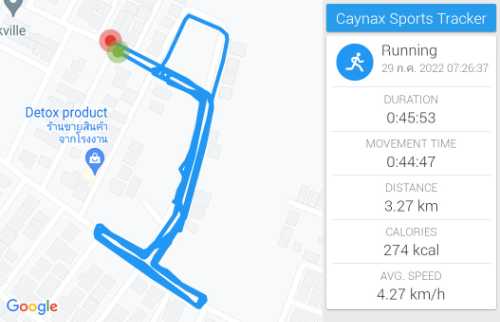 kville
Detox product
ร้านขายสินค้า
จากโรงงาน
Google
Caynax Sports Tracker
Running
29 ก.ค. 2022 07:26:37
DURATION
0:45:53
MOVEMENT TIME
0:44:47
DISTANCE
3.27 km
CALORIES
274 kcal
AVG. SPEED
4.27 km/h